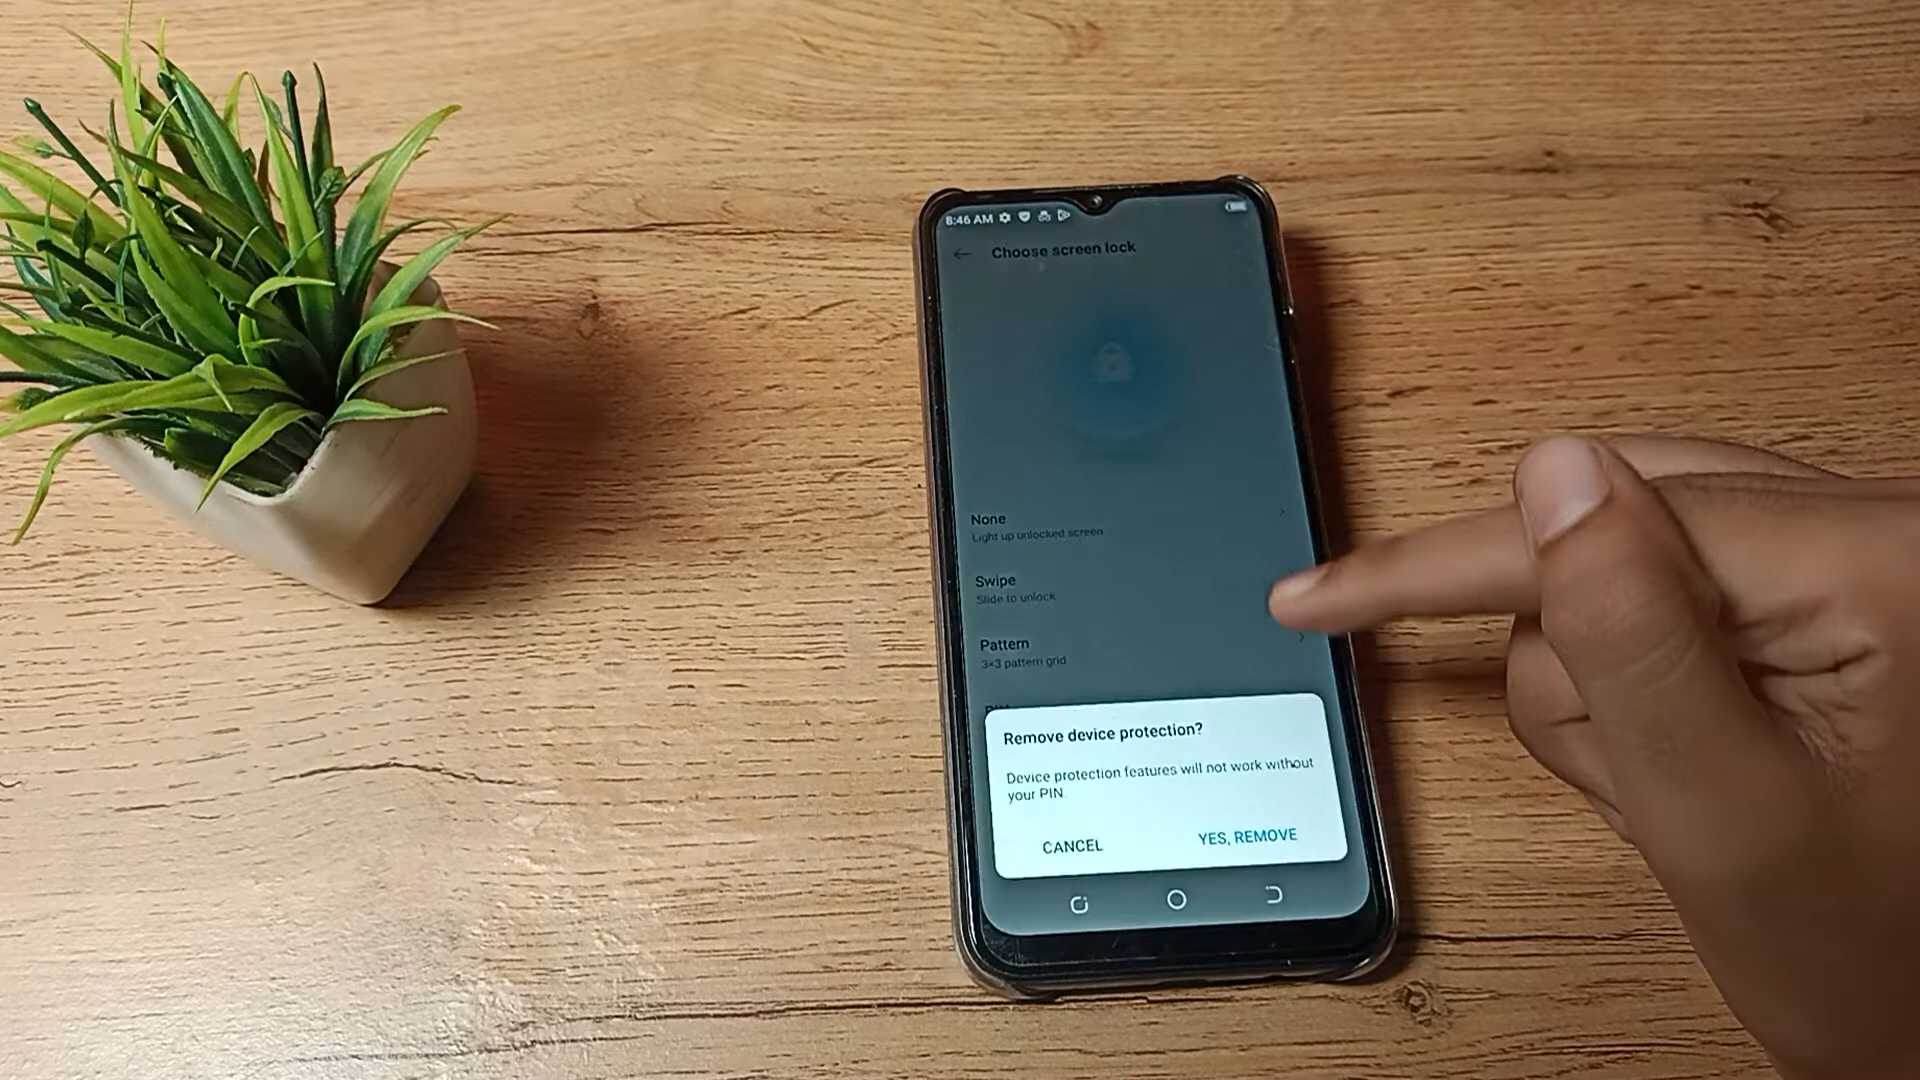 8:46 AM
Choose screen lock
None
Light up unlocked screen
Swipe
Slide to unlock
Pattern
3×3 pattern grid
Remove device protection?
Device protection features will not work without
your PIN.
CANCEL YES, REMOVE